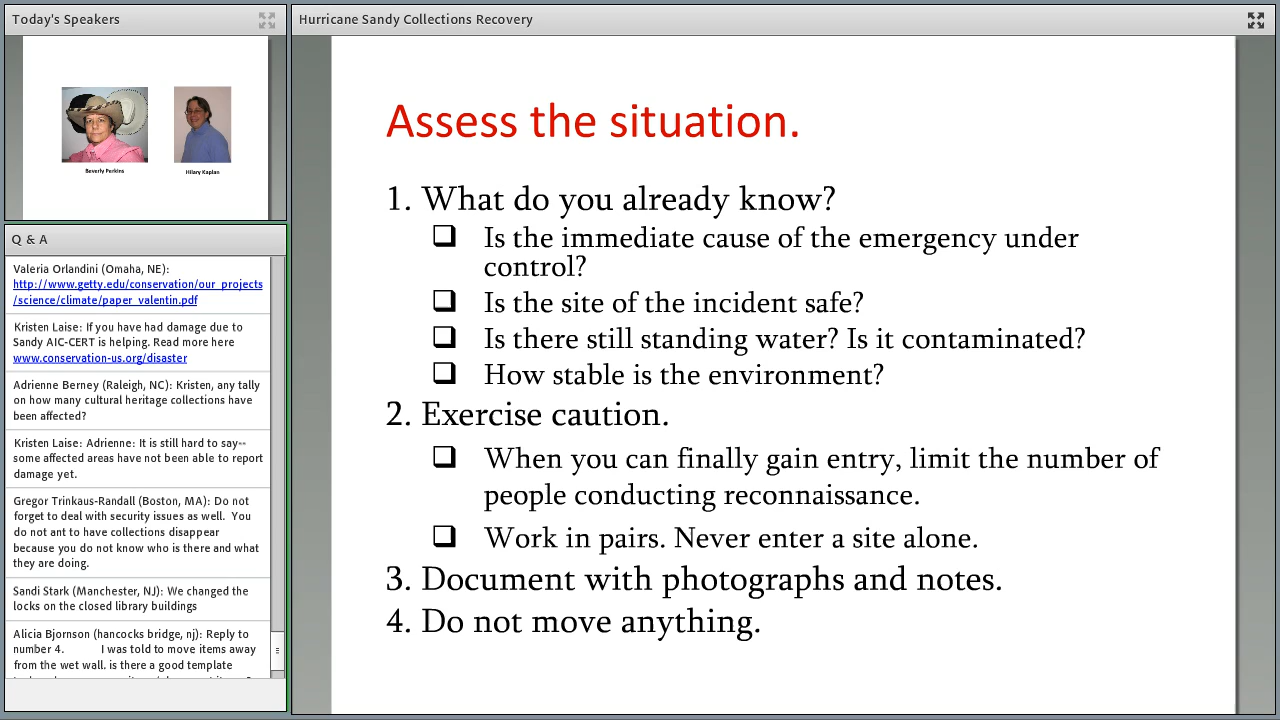 Today's Speakers
Beverly Perkins
Hilary Kaplan
Q & A
Valeria Orlandini (Omaha, NE):
http://www.getty.edu/conservation/our_projects
/science/climate/paper_valentin.pdf
Kristen Laise: If you have had damage due to
Sandy AIC-CERT is helping. Read more here
www.conservation-us.org/disaster
Adrienne Berney (Raleigh, NC): Kristen, any tally
on how many cultural heritage collections have
been affected?
Kristen Laise: Adrienne: It is still hard to say--
some affected areas have not been able to report
damage yet.
Gregor Trinkaus-Randall (Boston, MA): Do not
forget to deal with security issues as well. You
do not ant to have collections disappear
because you do not know who is there and what
they are doing.
Sandi Stark (Manchester, NJ): We changed the
locks on the closed library buildings
Alicia Bjornson (hancocks bridge, nj): Reply to
number 4. I was told to move items away
from the wet wall. is there a good template
Hurricane Sandy Collections Recovery
Assess the situation.
1. What do you already know?
❑ Is the immediate cause of the emergency under
control?
❑ Is the site of the incident safe?
❑ Is there still standing water? Is it contaminated?
❑ How stable is the environment?
2. Exercise caution.
❑ When you can finally gain entry, limit the number of
people conducting reconnaissance.
❑ Work in pairs. Never enter a site alone.
3. Document with photographs and notes.
4. Do not move anything.